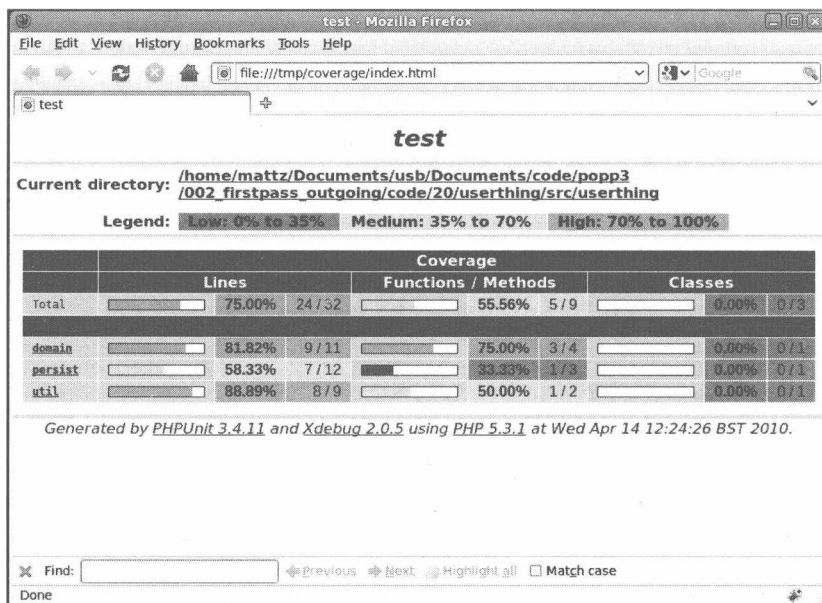 test - Mozilla Firefox
File Edit View History Bookmarks Tools Help
file:///tmp/coverage/index.html
Google
test
test
Current directory: /home/mattz/Documents/usb/Documents/code/popp3
/002_firstpass_outgoing/code/20/userthing/src/userthing
Legend: Low: 0% to 35% Medium: 35% to 70% High: 70% to 100%
Coverage
Lines Functions / Methods Classes
Total 75.00% 24 / 32 55.56% 5 / 9 0.00% 0 / 3
domain 81.82% 9 / 11 75.00% 3 / 4 0.00% 0 / 1
persist 58.33% 7 / 12 33.33% 1 / 3 0.00% 0 / 1
util 88.89% 8 / 9 50.00% 1 / 2 0.00% 0 / 1
Generated by PHPUnit 3.4.11 and Xdebug 2.0.5 using PHP 5.3.1 at Wed Apr 14 12:24:26 BST 2010.
Find: Previous Next Highlight all Match case
Done